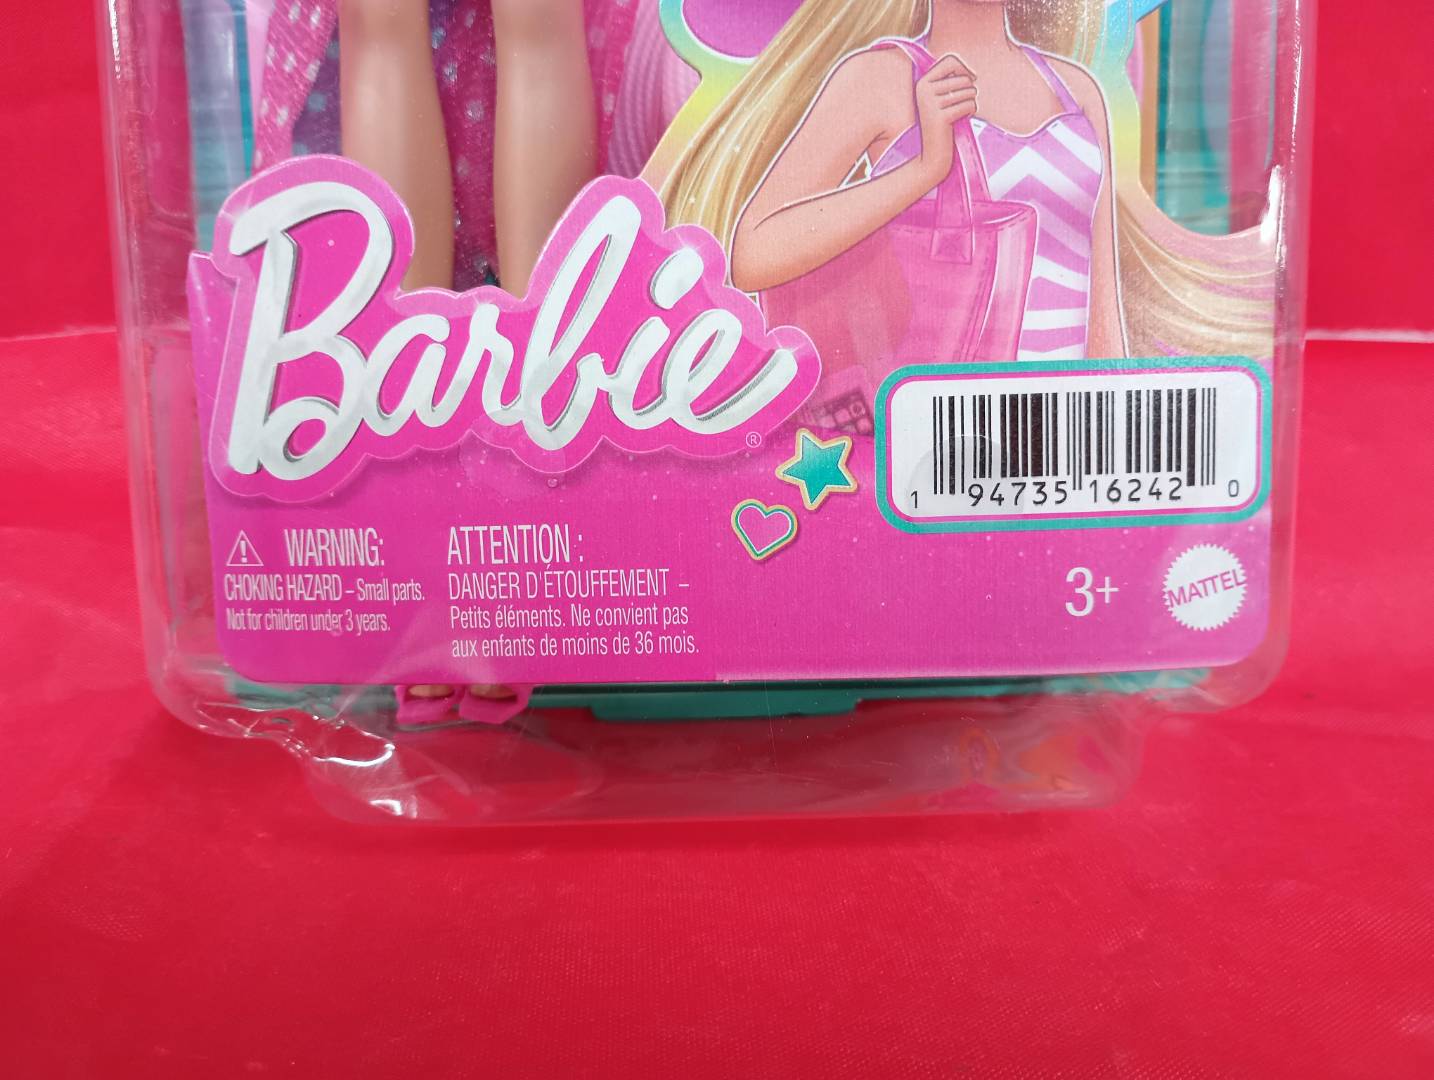 Barbie
®
1 94735 16242 0
WARNING:
CHOKING HAZARD – Small parts.
Not for children under 3 years.
ATTENTION :
DANGER D'ÉTOUFFEMENT –
Petits éléments. Ne convient pas
aux enfants de moins de 36 mois.
3+
MATTEL